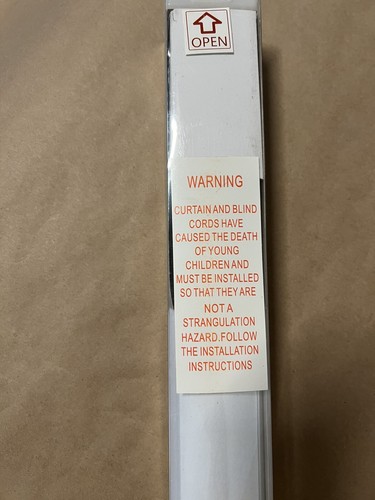 OPEN
WARNING
CURTAIN AND BLIND
CORDS HAVE
CAUSED THE DEATH
OF YOUNG
CHILDREN AND
MUST BE INSTALLED
SO THAT THEY ARE
NOT A
STRANGULATION
HAZARD.FOLLOW
THE INSTALLATION
INSTRUCTIONS